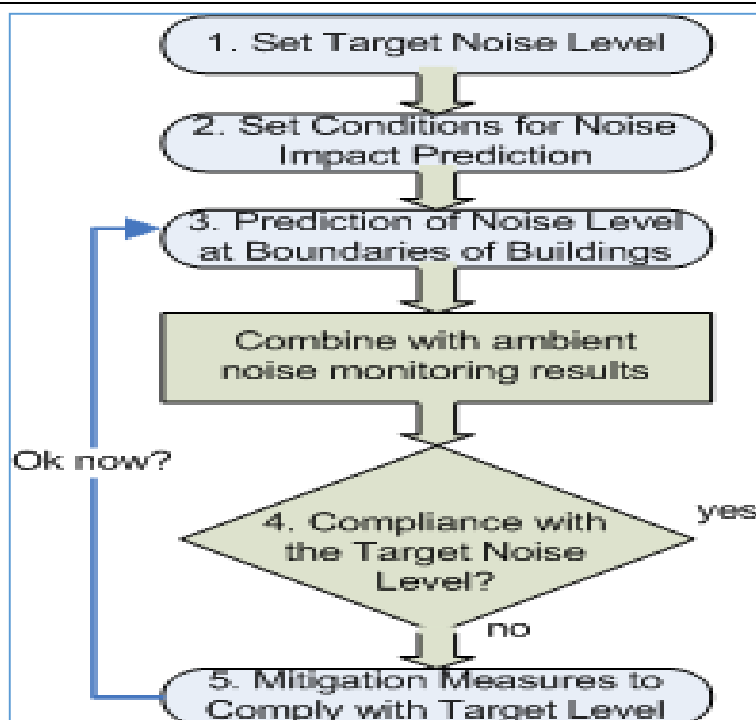 1. Set Target Noise Level
2. Set Conditions for Noise
Impact Prediction
3. Prediction of Noise Level
at Boundaries of Buildings
Combine with ambient
noise monitoring results
Ok now?
4. Compliance with
the Target Noise
Level?
yes
no
5. Mitigation Measures to
Comply with Target Level